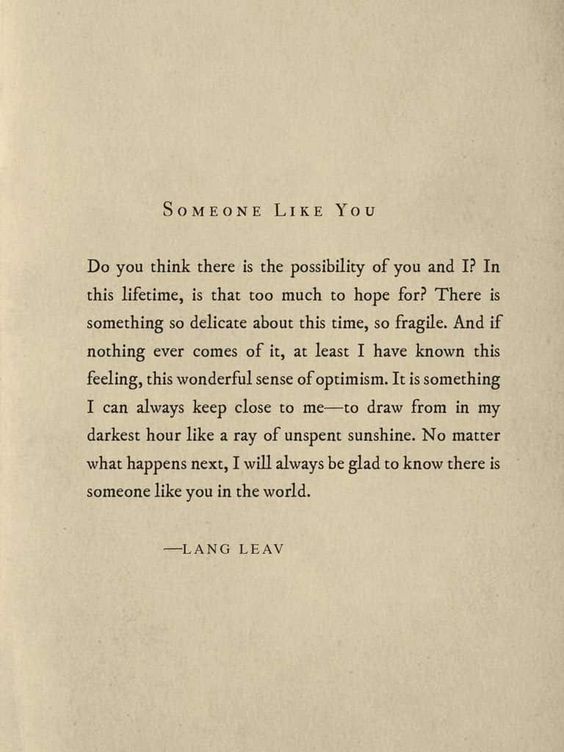 SOMEONE LIKE YOU
Do you think there is the possibility of you and I? In
this lifetime, is that too much to hope for? There is
something so delicate about this time, so fragile. And if
nothing ever comes of it, at least I have known this
feeling, this wonderful sense of optimism. It is something
I can always keep close to me—to draw from in my
darkest hour like a ray of unspent sunshine. No matter
what happens next, I will always be glad to know there is
someone like you in the world.
—LANG LEAV